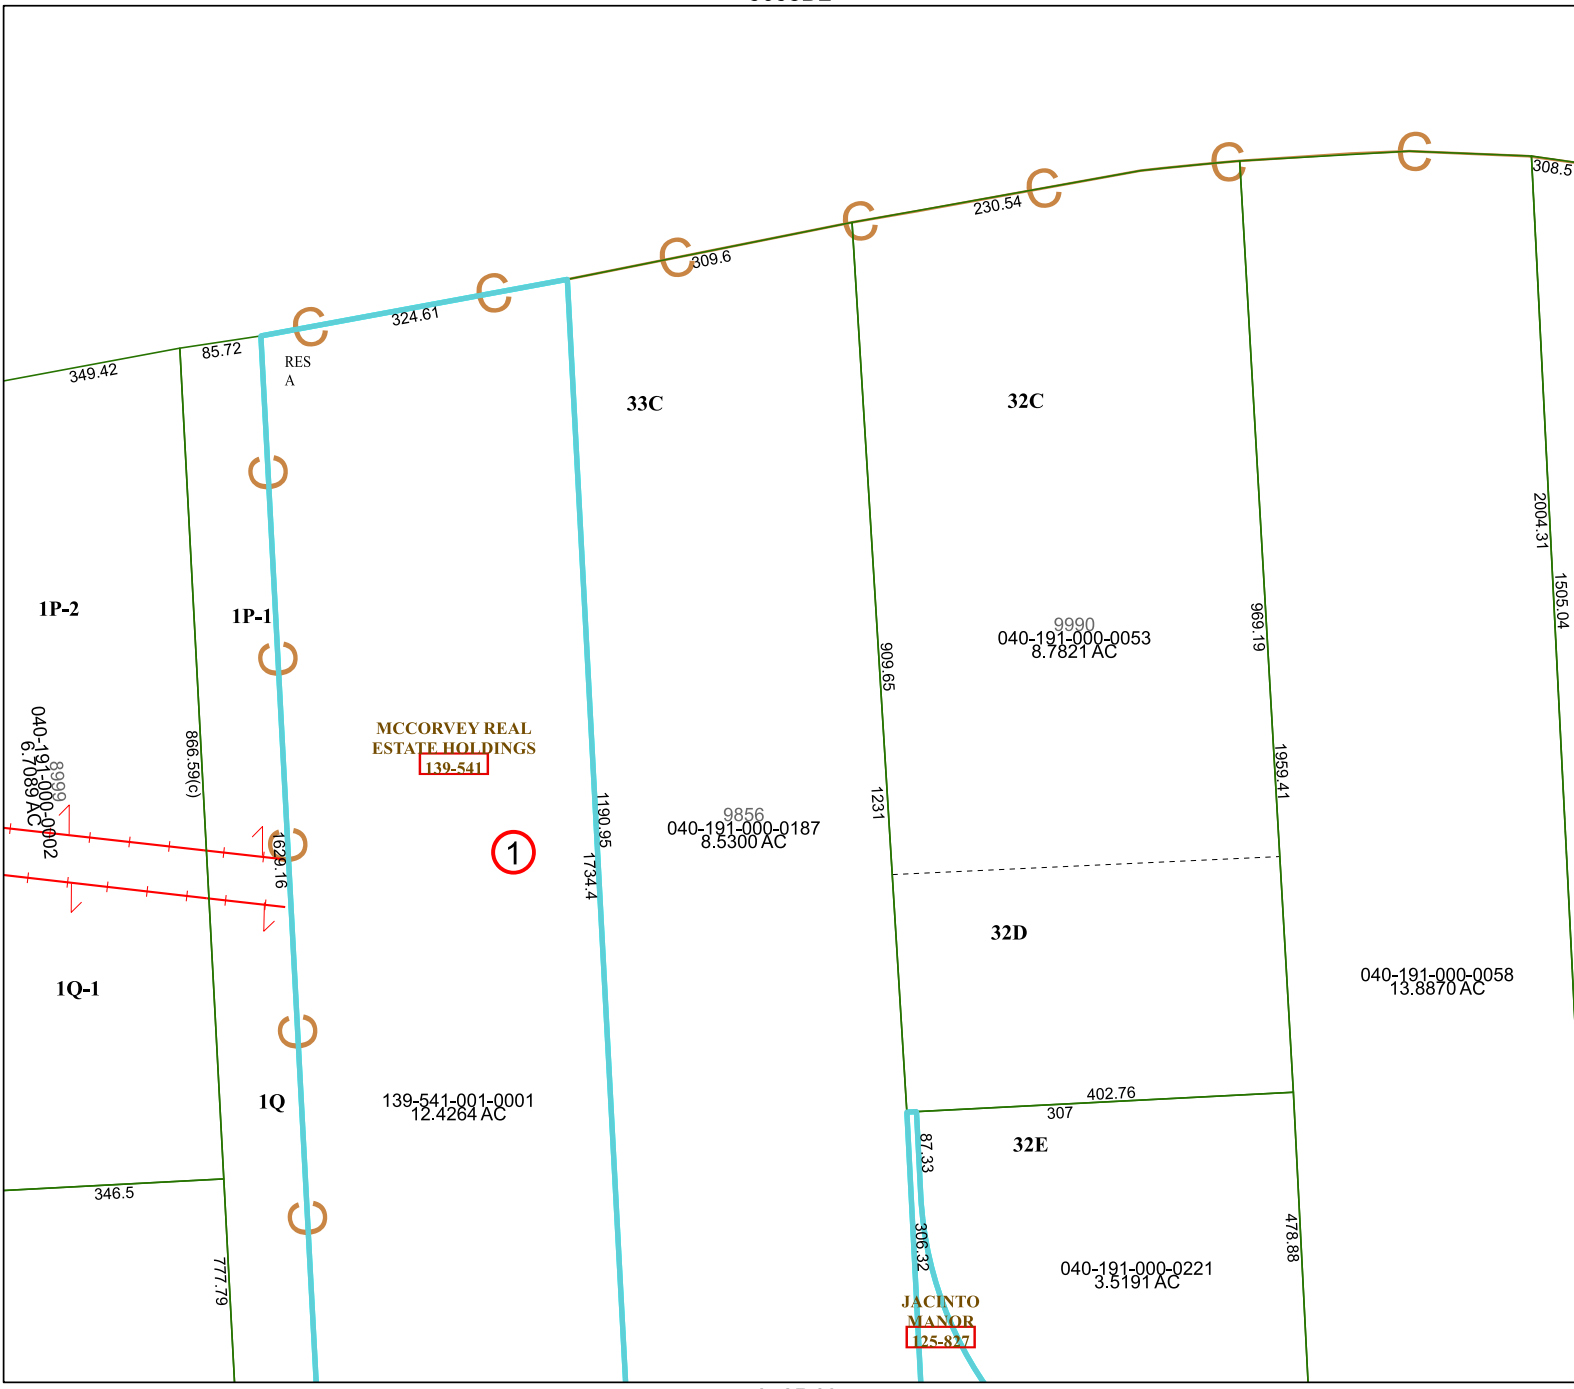 308.5
230.54
309.6
324.61
85.72
349.42
RES
A
33C
32C
2004.31
1505.04
1P-2
1P-1
969.19
9990
040-191-000-0053
8.7821 AC
909.65
040-191-000-0002
6.7089 AC
8999
866.59(c)
MCCORVEY REAL
ESTATE HOLDINGS
139-541
1959.41
1231
1190.95
1734.4
9856
040-191-000-0187
8.5300 AC
1629.16
1
32D
040-191-000-0058
13.8870 AC
1Q-1
1Q
139-541-001-0001
12.4264 AC
402.76
307
32E
87.33
346.5
306.32
478.88
777.79
040-191-000-0221
3.5191 AC
JACINTO
MANOR
125-827
C
C
C
C
C
C
C
C
C
C
C
C